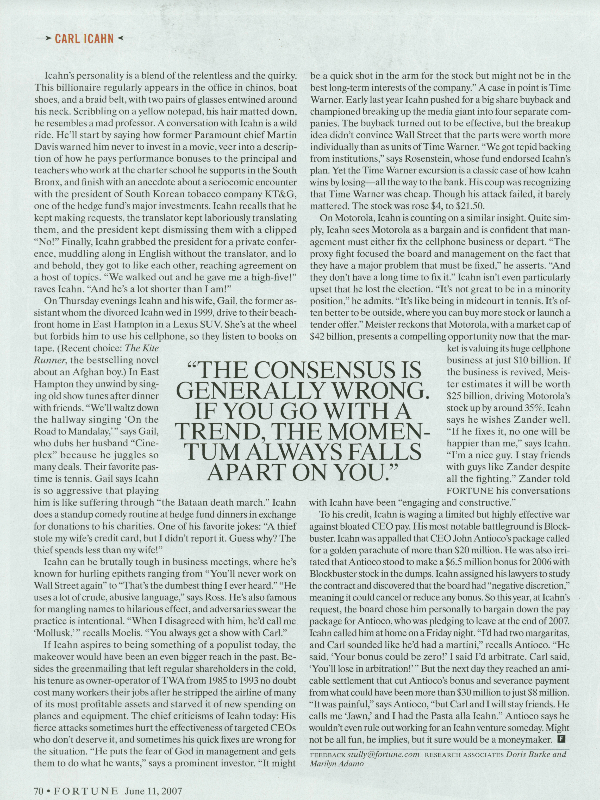 CARL ICAHN
Icahn's personality is a blend of the relentless and the quirky.
This billionaire regularly appears in the office in chinos, boat
shoes, and a braid belt, with two pairs of glasses entwined around
his neck. Scribbling on a yellow notepad, his hair matted down,
he resembles a mad professor. A conversation with Icahn is a wild
ride. He'll start by saying how former Paramount chief Martin
Davis warned him never to invest in a movie, veer into a descrip-
tion of how he pays performance bonuses to the principal and
teachers who work at the charter school he supports in the South
Bronx, and finish with an anecdote about a seriocomic encounter
with the president of South Korean tobacco company KT&G,
one of the hedge fund's major investments. Icahn recalls that he
kept making requests, the translator kept laboriously translating
them, and the president kept dismissing them with a clipped
"No!" Finally, Icahn grabbed the president for a private confer-
ence, muddling along in English without the translator, and lo
and behold, they got to like each other, reaching agreement on
a host of topics. "We walked out and he gave me a high-five!"
raves Icahn. "And he's a lot shorter than I am!"
On Thursday evenings Icahn and his wife, Gail, the former as-
sistant whom the divorced Icahn wed in 1999, drive to their beach-
front home in East Hampton in a Lexus SUV. She's at the wheel
but forbids him to use his cellphone, so they listen to books on
tape. (Recent choice: The Kite
Runner, the bestselling novel
about an Afghan boy.) In East
Hampton they unwind by sing-
ing old show tunes after dinner
with friends. "We'll waltz down
the hallway singing 'On the
Road to Mandalay,'" says Gail,
who dubs her husband "Cine-
plex" because he juggles so
many deals. Their favorite pas-
time is tennis. Gail says Icahn
is so aggressive that playing
him is like suffering through "the Bataan death march." Icahn
does a standup comedy routine at hedge fund dinners in exchange
for donations to his charities. One of his favorite jokes: "A thief
stole my wife's credit card, but I didn't report it. Guess why? The
thief spends less than my wife!"
Icahn can be brutally tough in business meetings, where he's
known for hurling epithets ranging from "You'll never work on
Wall Street again" to "That's the dumbest thing I ever heard." "He
uses a lot of crude, abusive language," says Ross. He's also famous
for mangling names to hilarious effect, and adversaries swear the
practice is intentional. "When I disagreed with him, he'd call me
'Mollusk,'" recalls Moelis. "You always get a show with Carl."
If Icahn aspires to being something of a populist today, the
makeover would have been an even bigger reach in the past. Be-
sides the greenmailing that left regular shareholders in the cold,
his tenure as owner-operator of TWA from 1985 to 1993 no doubt
cost many workers their jobs after he stripped the airline of many
of its most profitable assets and starved it of new spending on
planes and equipment. The chief criticisms of Icahn today: His
fierce attacks sometimes hurt the effectiveness of targeted CEOs
who don't deserve it, and sometimes his quick fixes are wrong for
the situation. "He puts the fear of God in management and gets
them to do what he wants," says a prominent investor. "It might
"THE CONSENSUS IS
GENERALLY WRONG.
IF YOU GO WITH A
TREND, THE MOMEN-
TUM ALWAYS FALLS
APART ON YOU."
be a quick shot in the arm for the stock but might not be in the
best long-term interests of the company." A case in point is Time
Warner. Early last year Icahn pushed for a big share buyback and
championed breaking up the media giant into four separate com-
panies. The buyback turned out to be effective, but the breakup
idea didn't convince Wall Street that the parts were worth more
individually than as units of Time Warner. "We got tepid backing
from institutions," says Rosenstein, whose fund endorsed Icahn's
plan. Yet the Time Warner excursion is a classic case of how Icahn
wins by losing—all the way to the bank. His coup was recognizing
that Time Warner was cheap. Though his attack failed, it barely
mattered. The stock was rose $4, to $21.50.
On Motorola, Icahn is counting on a similar insight. Quite sim-
ply, Icahn sees Motorola as a bargain and is confident that man-
agement must either fix the cellphone business or depart. "The
proxy fight focused the board and management on the fact that
they have a major problem that must be fixed," he asserts. "And
they don't have a long time to fix it." Icahn isn't even particularly
upset that he lost the election. "It's not great to be in a minority
position," he admits. "It's like being in midcourt in tennis. It's of-
ten better to be outside, where you can buy more stock or launch a
tender offer." Meister reckons that Motorola, with a market cap of
$42 billion, presents a compelling opportunity now that the mar-
ket is valuing its huge cellphone
business at just $10 billion. If
the business is revived, Meis-
ter estimates it will be worth
$25 billion, driving Motorola's
stock up by around 35%. Icahn
says he wishes Zander well.
"If he fixes it, no one will be
happier than me," says Icahn.
"I'm a nice guy. I stay friends
with guys like Zander despite
all the fighting." Zander told
FORTUNE his conversations
with Icahn have been "engaging and constructive."
To his credit, Icahn is waging a limited but highly effective war
against bloated CEO pay. His most notable battleground is Block-
buster. Icahn was appalled that CEO John Antioco's package called
for a golden parachute of more than $20 million. He was also irri-
tated that Antioco stood to make a $6.5 million bonus for 2006 with
Blockbuster stock in the dumps. Icahn assigned his lawyers to study
the contract and discovered that the board had "negative discretion,"
meaning it could cancel or reduce any bonus. So this year, at Icahn's
request, the board chose him personally to bargain down the pay
package for Antioco, who was pledging to leave at the end of 2007.
Icahn called him at home on a Friday night. "I'd had two margaritas,
and Carl sounded like he'd had a martini," recalls Antioco. "He
said, 'Your bonus could be zero!' I said I'd arbitrate. Carl said,
'You'll lose in arbitration!'" But the next day they reached an ami-
cable settlement that cut Antioco's bonus and severance payment
from what could have been more than $30 million to just $8 million.
"It was painful," says Antioco, "but Carl and I will stay friends. He
calls me 'Jawn,' and I had the Pasta alla Icahn." Antioco says he
wouldn't even rule out working for an Icahn venture someday. Might
not be all fun, he implies, but it sure would be a moneymaker. F
FEEDBACK stully@fortune.com RESEARCH ASSOCIATES Doris Burke and
Marilyn Adamo
70 • FORTUNE June 11, 2007